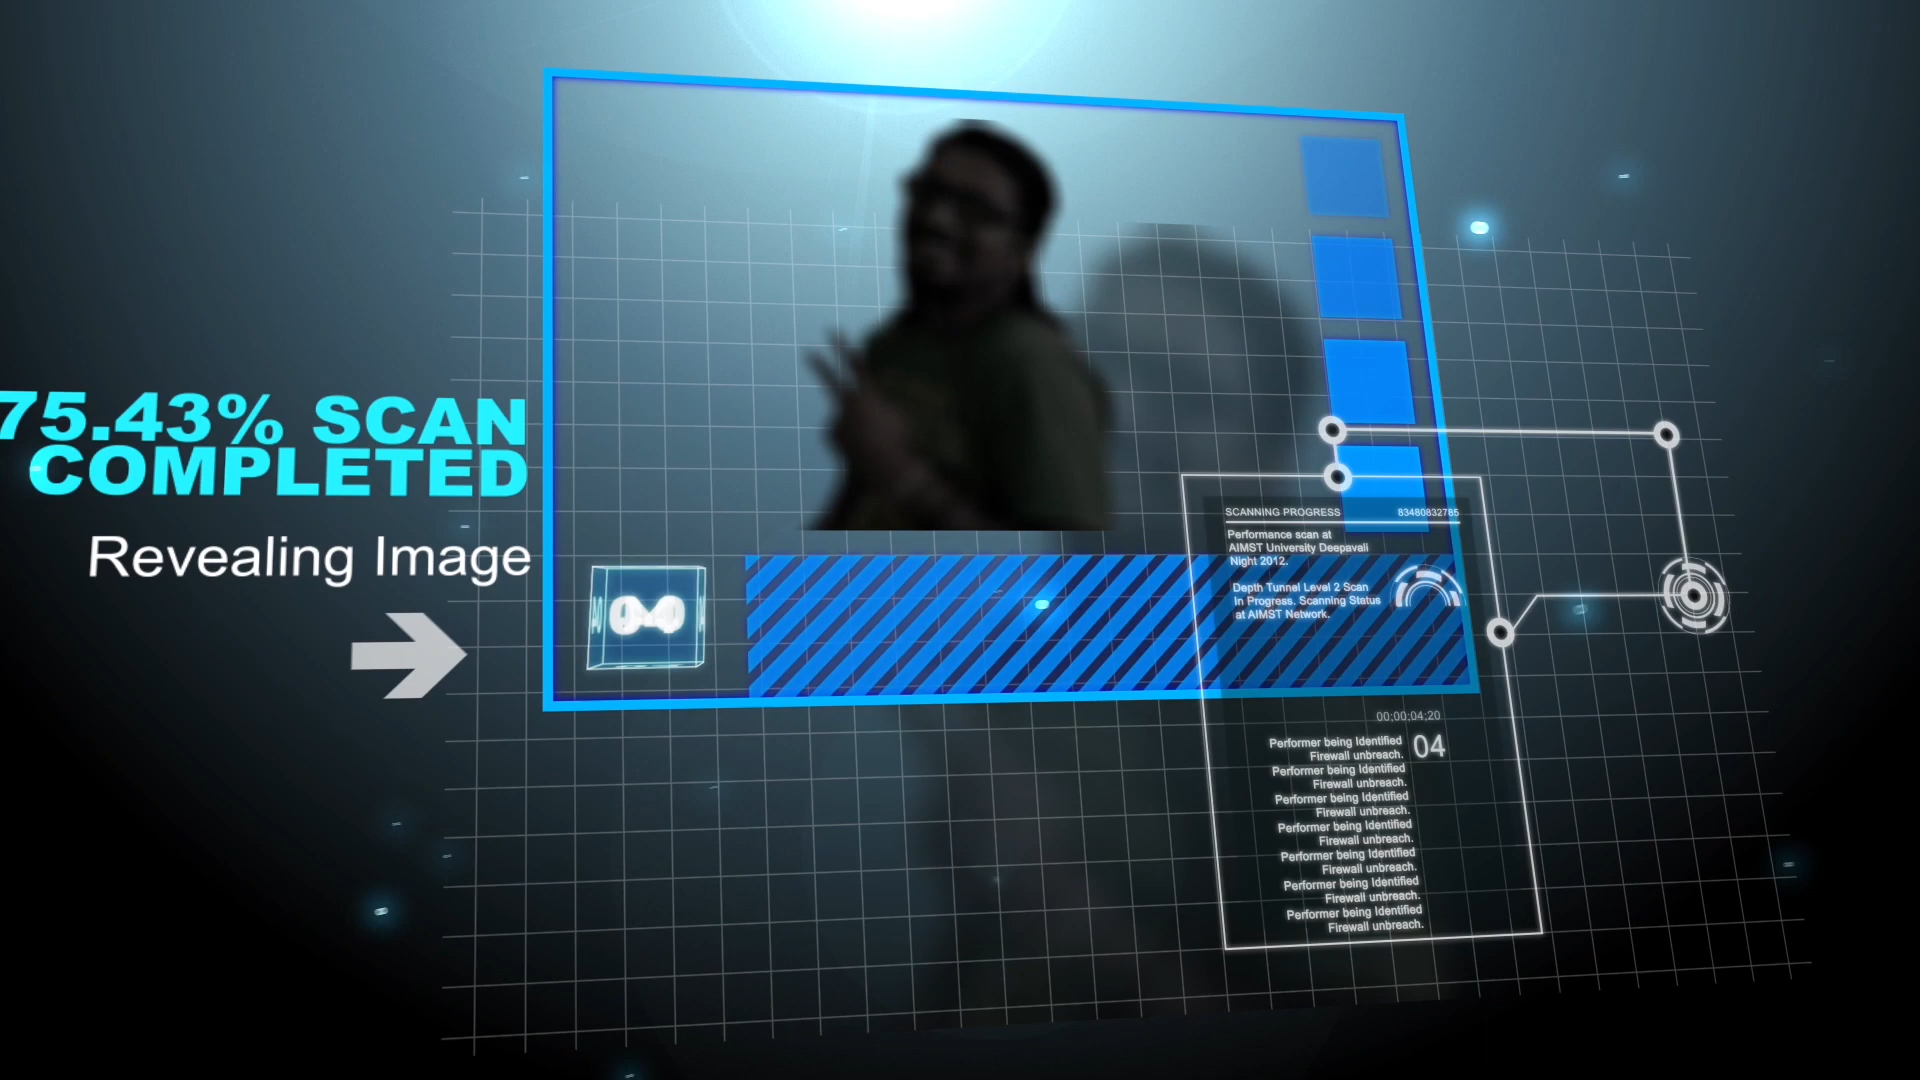 75.43% SCAN
COMPLETED
Revealing Image
SCANNING PROGRESS 83480832785
Performance scan at
AIMST University Deepavali
Night 2012.
Depth Tunnel Level 2 Scan
In Progress. Scanning Status
at AIMST Network.
00;00;04;20
04
Performer being Identified
Firewall unbreach.
Performer being Identified
Firewall unbreach.
Performer being Identified
Firewall unbreach.
Performer being Identified
Firewall unbreach.
Performer being Identified
Firewall unbreach.
Performer being Identified
Firewall unbreach.
Performer being Identified
Firewall unbreach.